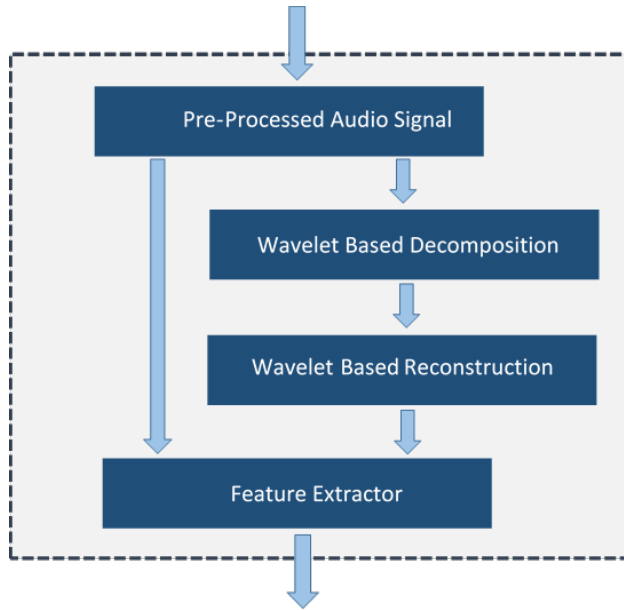 Pre-Processed Audio Signal
Wavelet Based Decomposition
Wavelet Based Reconstruction
Feature Extractor